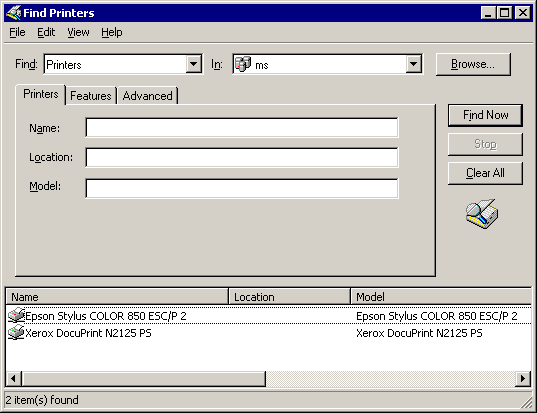 Find Printers
File Edit View Help
Find: Printers In: ms Browse...
Printers Features Advanced
Name:
Find Now
Location:
Stop
Model:
Clear All
Name Location Model
Epson Stylus COLOR 850 ESC/P 2 Epson Stylus COLOR 850 ESC/P 2
Xerox DocuPrint N2125 PS Xerox DocuPrint N2125 PS
2 item(s) found